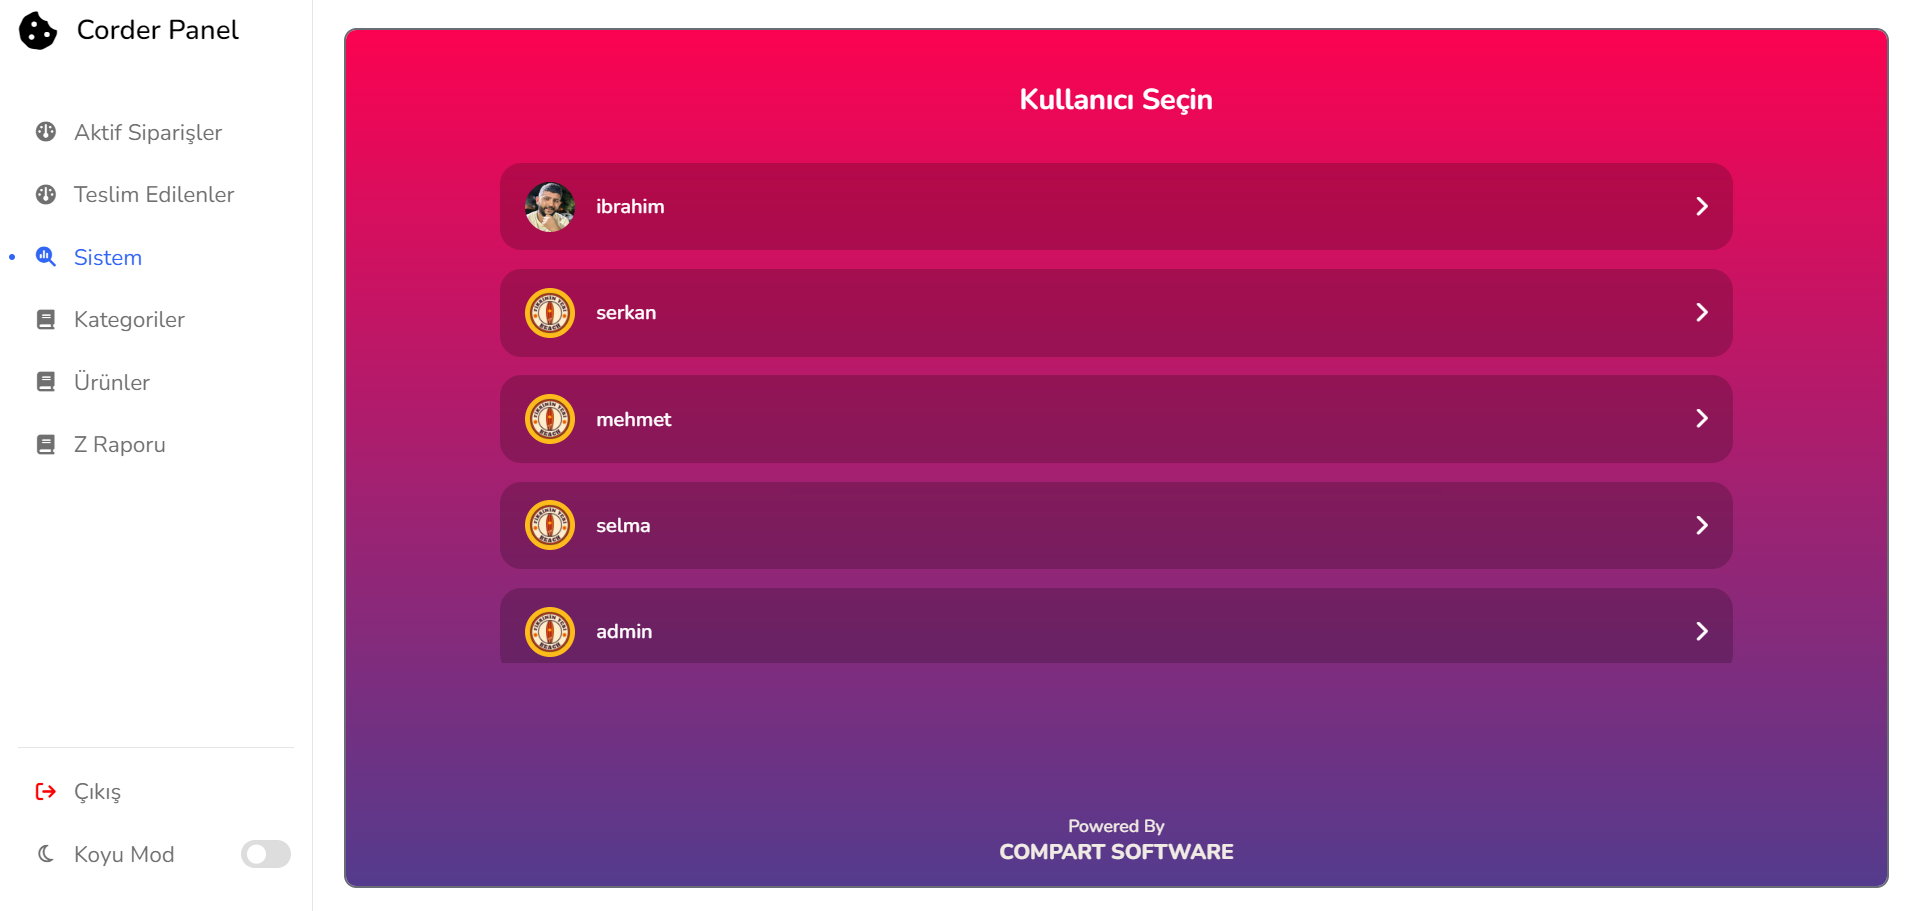 Corder Panel
Aktif Siparişler
Teslim Edilenler
Sistem
Kategoriler
Ürünler
Z Raporu
Çıkış
Koyu Mod
Kullanıcı Seçin
ibrahim
serkan
mehmet
selma
admin
Powered By
COMPART SOFTWARE